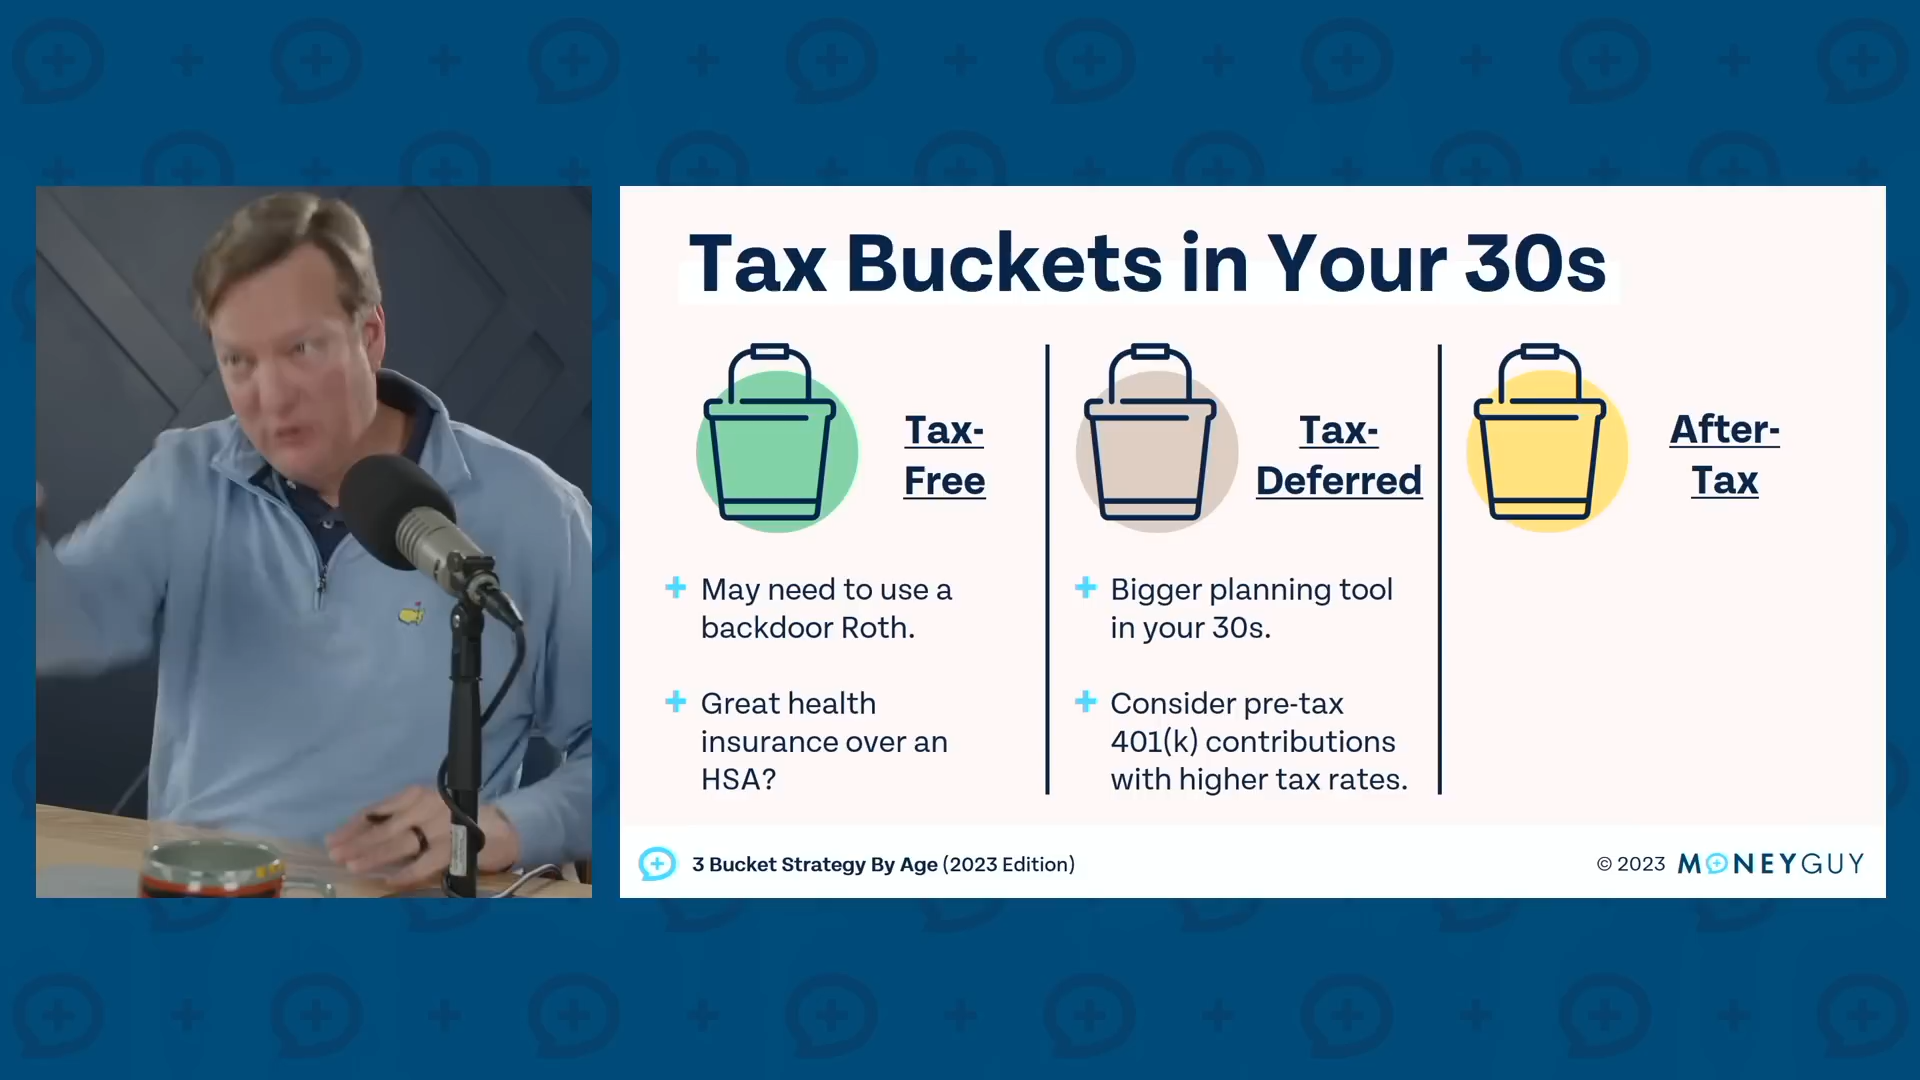 Tax Buckets in Your 30s
Tax-
Free
May need to use a
backdoor Roth.
Great health
insurance over an
HSA?
Tax-
Deferred
Bigger planning tool
in your 30s.
Consider pre-tax
401(k) contributions
with higher tax rates.
After-
Tax
3 Bucket Strategy By Age (2023 Edition)
© 2023 MONEYGUY